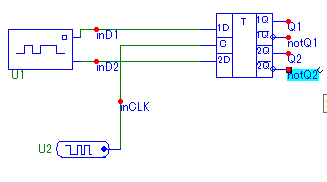 inD1
inD2
U1
inCLK
U2
1D
C
2D
T
1Q
1Q
2Q
2Q
Q1
notQ1
Q2
notQ2